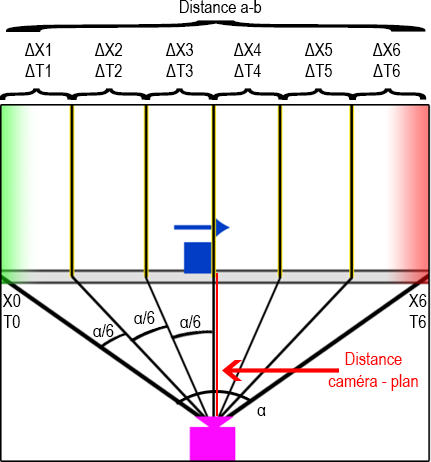 Distance a-b
ΔX1 ΔX2 ΔX3 ΔX4 ΔX5 ΔX6
ΔT1 ΔT2 ΔT3 ΔT4 ΔT5 ΔT6
X0 X6
T0 T6
α/6 α/6 α/6
Distance
caméra - plan
α